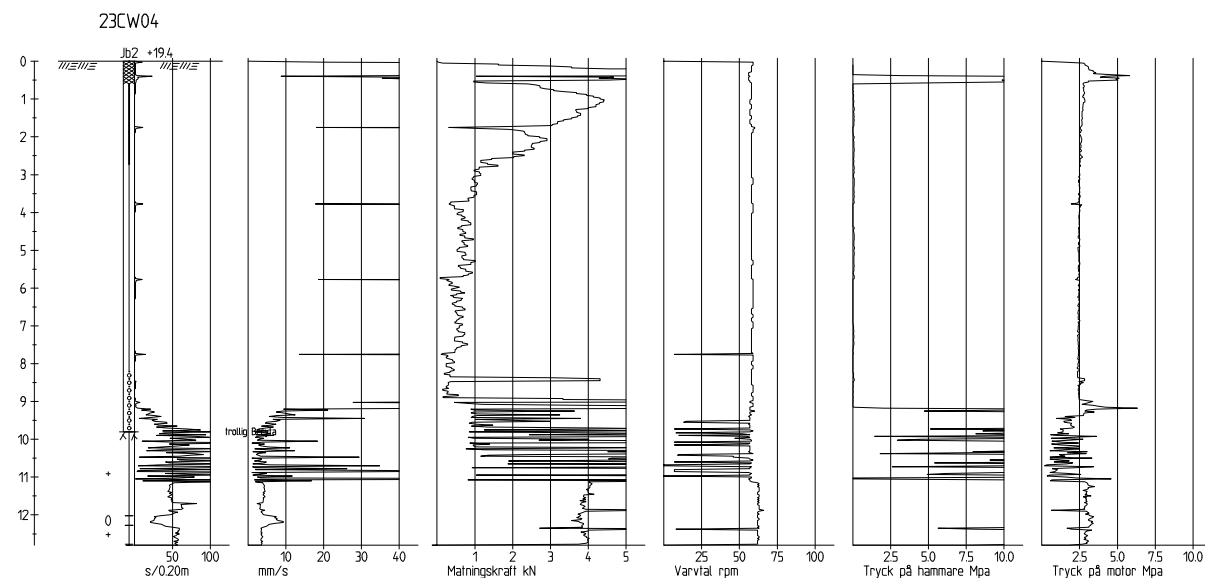 23CW04
Jb2 +19.4
0
1
2
3
4
5
6
7
8
9
10
11
12
+
0
+
50 100
s/0.20m
10 20 30 40
mm/s
1 2 3 4 5
Matningskraft kN
25 50 75 100
Varvtal rpm
2.5 5.0 7.5 10.0
Tryck på hammare Mpa
2.5 5.0 7.5 10.0
Tryck på motor Mpa
trollig